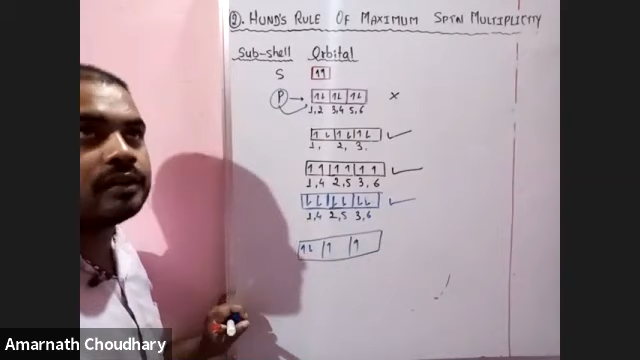 9. HUND'S RULE OF MAXIMUM SPIN MULTIPLICITY
Sub-shell Orbital
S ↿↿
P → ↿⇂ ↿⇂ ↿⇂ ×
1,2 3,4 5,6
↿⇂ ↿⇂ ↿⇂
1, 2, 3.
↿↿ ↿↿ ↿↿
1,4 2,5 3,6
⇂⇂ ⇂⇂ ⇂⇂
1,4 2,5 3,6
↿⇂ ↿ ↿
Amarnath Choudhary